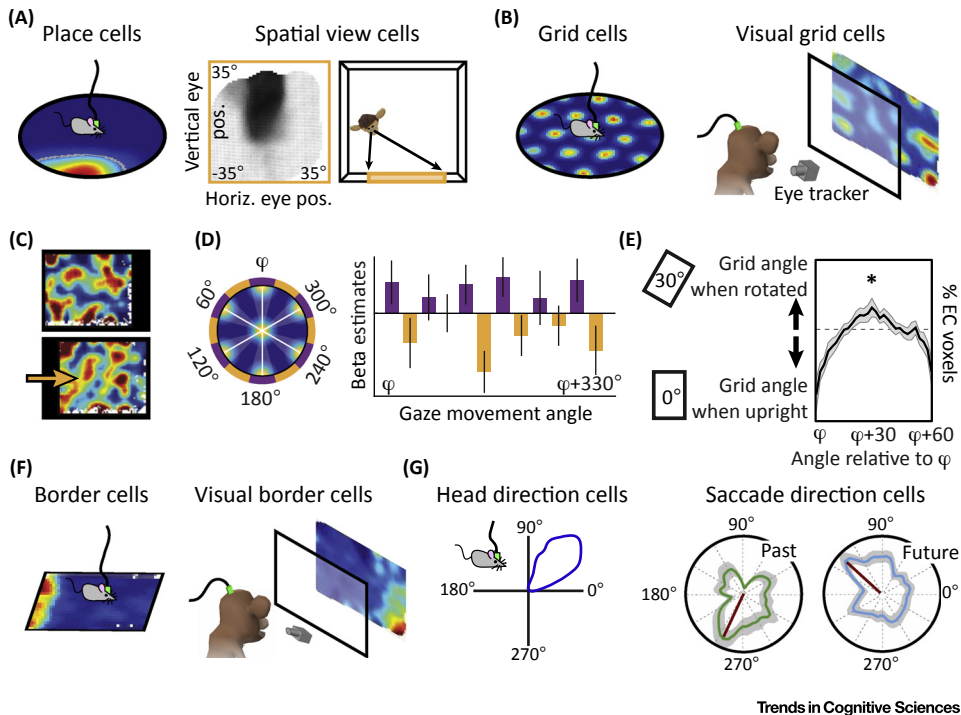 (A)
Place cells
Spatial view cells
Vertical eye
pos.
35°
-35°
35°
Horiz. eye pos.
(B)
Grid cells
Visual grid cells
Eye tracker
(C)
(D)
φ
60°
300°
120°
240°
180°
Beta estimates
φ
φ+330°
Gaze movement angle
(E)
30°
Grid angle
when rotated
0°
Grid angle
when upright
*
% EC voxels
φ
φ+30
φ+60
Angle relative to φ
(F)
Border cells
Visual border cells
(G)
Head direction cells
90°
180°
0°
270°
Saccade direction cells
90°
Past
180°
270°
90°
Future
0°
270°
Trends in Cognitive Sciences